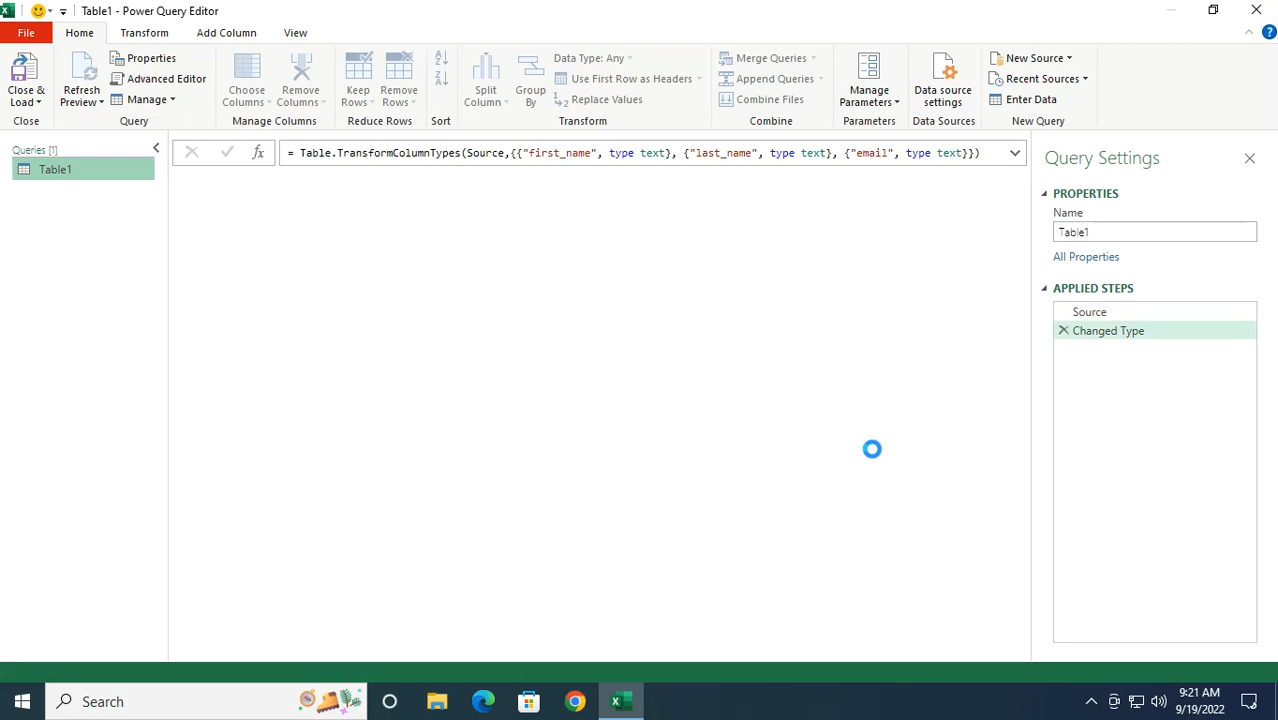 Table1 - Power Query Editor
File Home Transform Add Column View
Close & Load
Close
Refresh Preview
Properties
Advanced Editor
Manage
Query
Choose Columns
Remove Columns
Manage Columns
Keep Rows
Remove Rows
Reduce Rows
Sort
Split Column
Group By
Data Type: Any
Use First Row as Headers
Replace Values
Transform
Merge Queries
Append Queries
Combine Files
Combine
Manage Parameters
Parameters
Data source settings
Data Sources
New Source
Recent Sources
Enter Data
New Query
Queries [1]
Table1
fx
= Table.TransformColumnTypes(Source,{{"first_name", type text}, {"last_name", type text}, {"email", type text}})
Query Settings
PROPERTIES
Name
Table1
All Properties
APPLIED STEPS
Source
Changed Type
Search
9:21 AM
9/19/2022